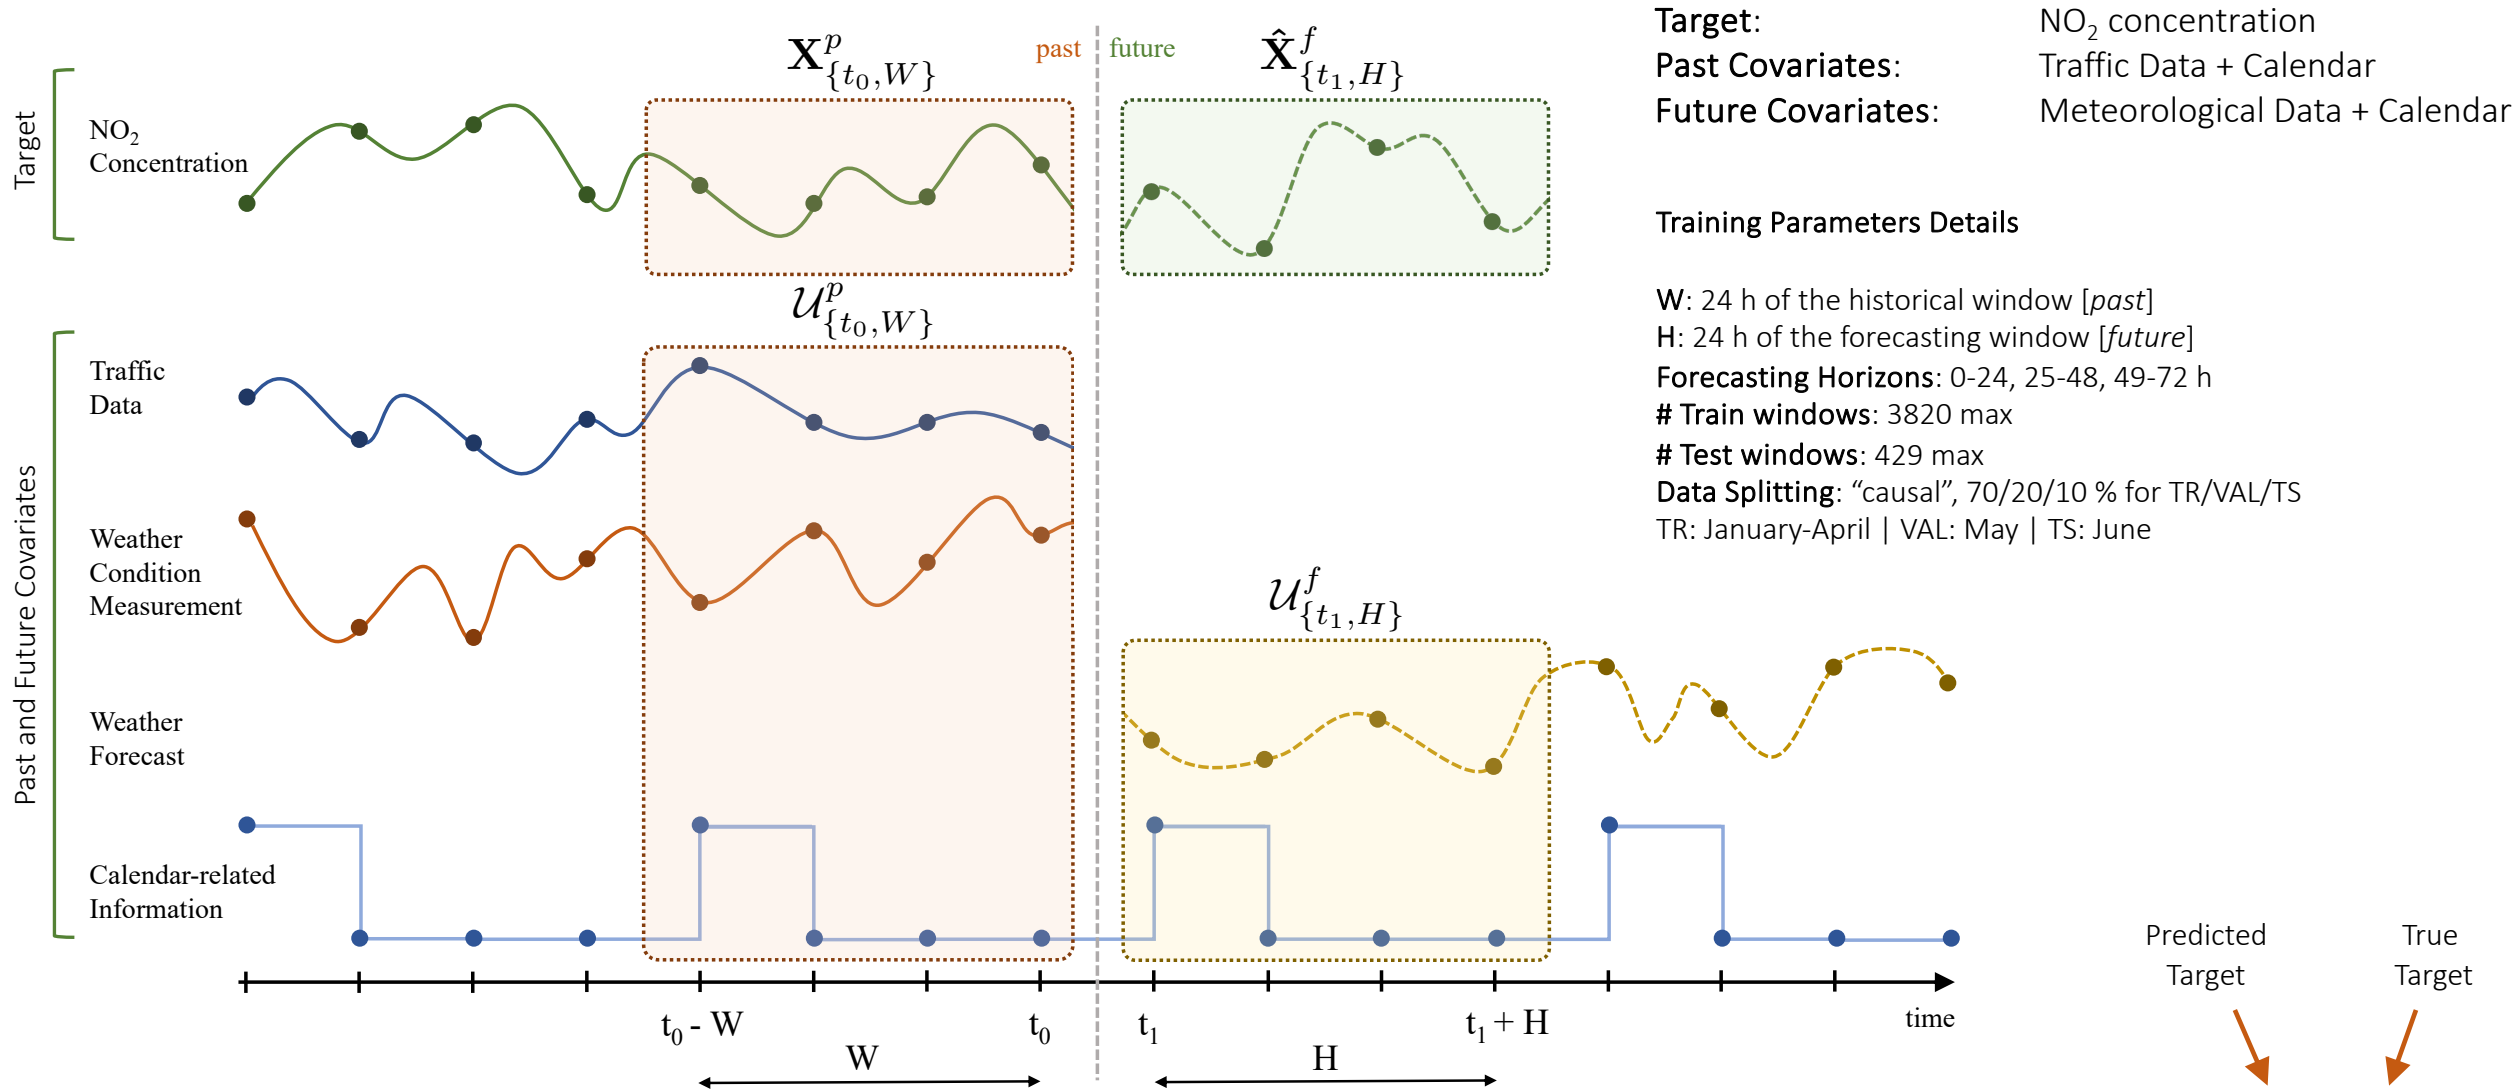 Target
NO₂
Concentration
Past and Future Covariates
Traffic
Data
Weather
Condition
Measurement
Weather
Forecast
Calendar-related
Information
X^p_{t₀,W}
past
future
X̂^f_{t₁,H}
U^p_{t₀,W}
U^f_{t₁,H}
t₀ - W
t₀
t₁
t₁ + H
time
W
H
Target: NO₂ concentration
Past Covariates: Traffic Data + Calendar
Future Covariates: Meteorological Data + Calendar
Training Parameters Details
W: 24 h of the historical window [past]
H: 24 h of the forecasting window [future]
Forecasting Horizons: 0-24, 25-48, 49-72 h
# Train windows: 3820 max
# Test windows: 429 max
Data Splitting: “causal”, 70/20/10 % for TR/VAL/TS
TR: January-April | VAL: May | TS: June
Predicted
Target
True
Target